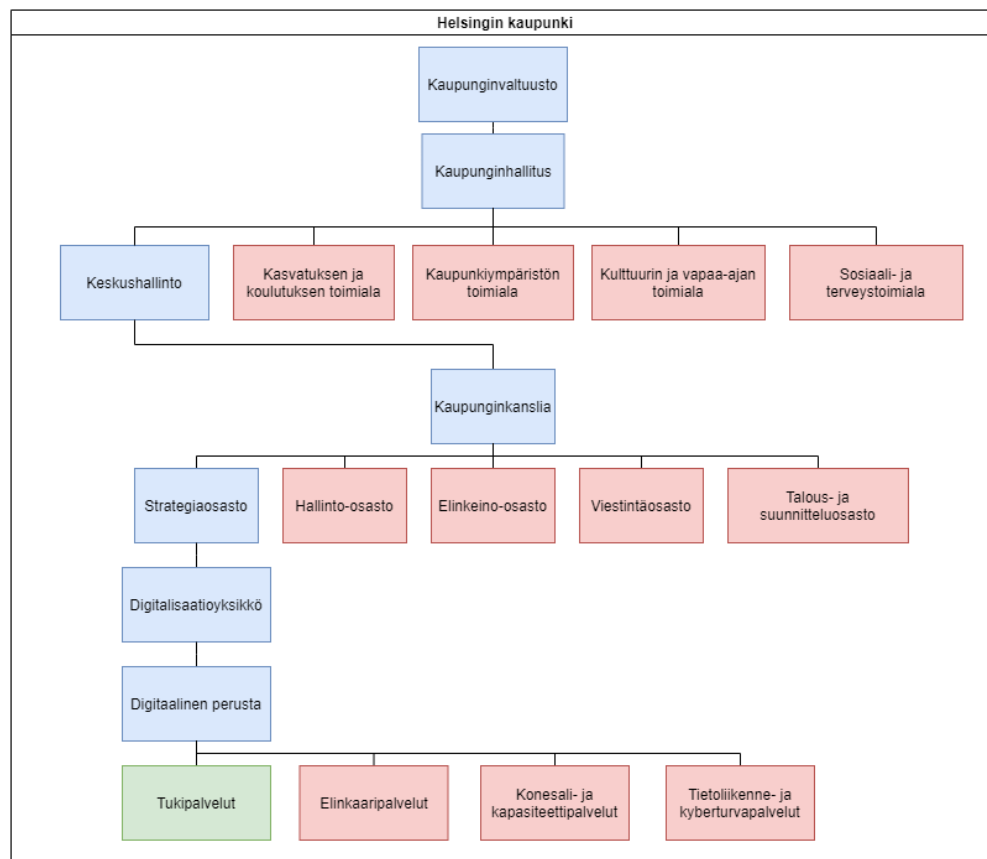 Helsingin kaupunki
Kaupunginvaltuusto
Kaupunginhallitus
Keskushallinto
Kasvatuksen ja
koulutuksen toimiala
Kaupunkiympäristön
toimiala
Kulttuurin ja vapaa-ajan
toimiala
Sosiaali- ja
terveystoimiala
Kaupunginkanslia
Strategiaosasto
Hallinto-osasto
Elinkeino-osasto
Viestintäosasto
Talous- ja
suunnitteluosasto
Digitalisaatioyksikkö
Digitaalinen perusta
Tukipalvelut
Elinkaaripalvelut
Konesali- ja
kapasiteettipalvelut
Tietoliikenne- ja
kyberturvapalvelut